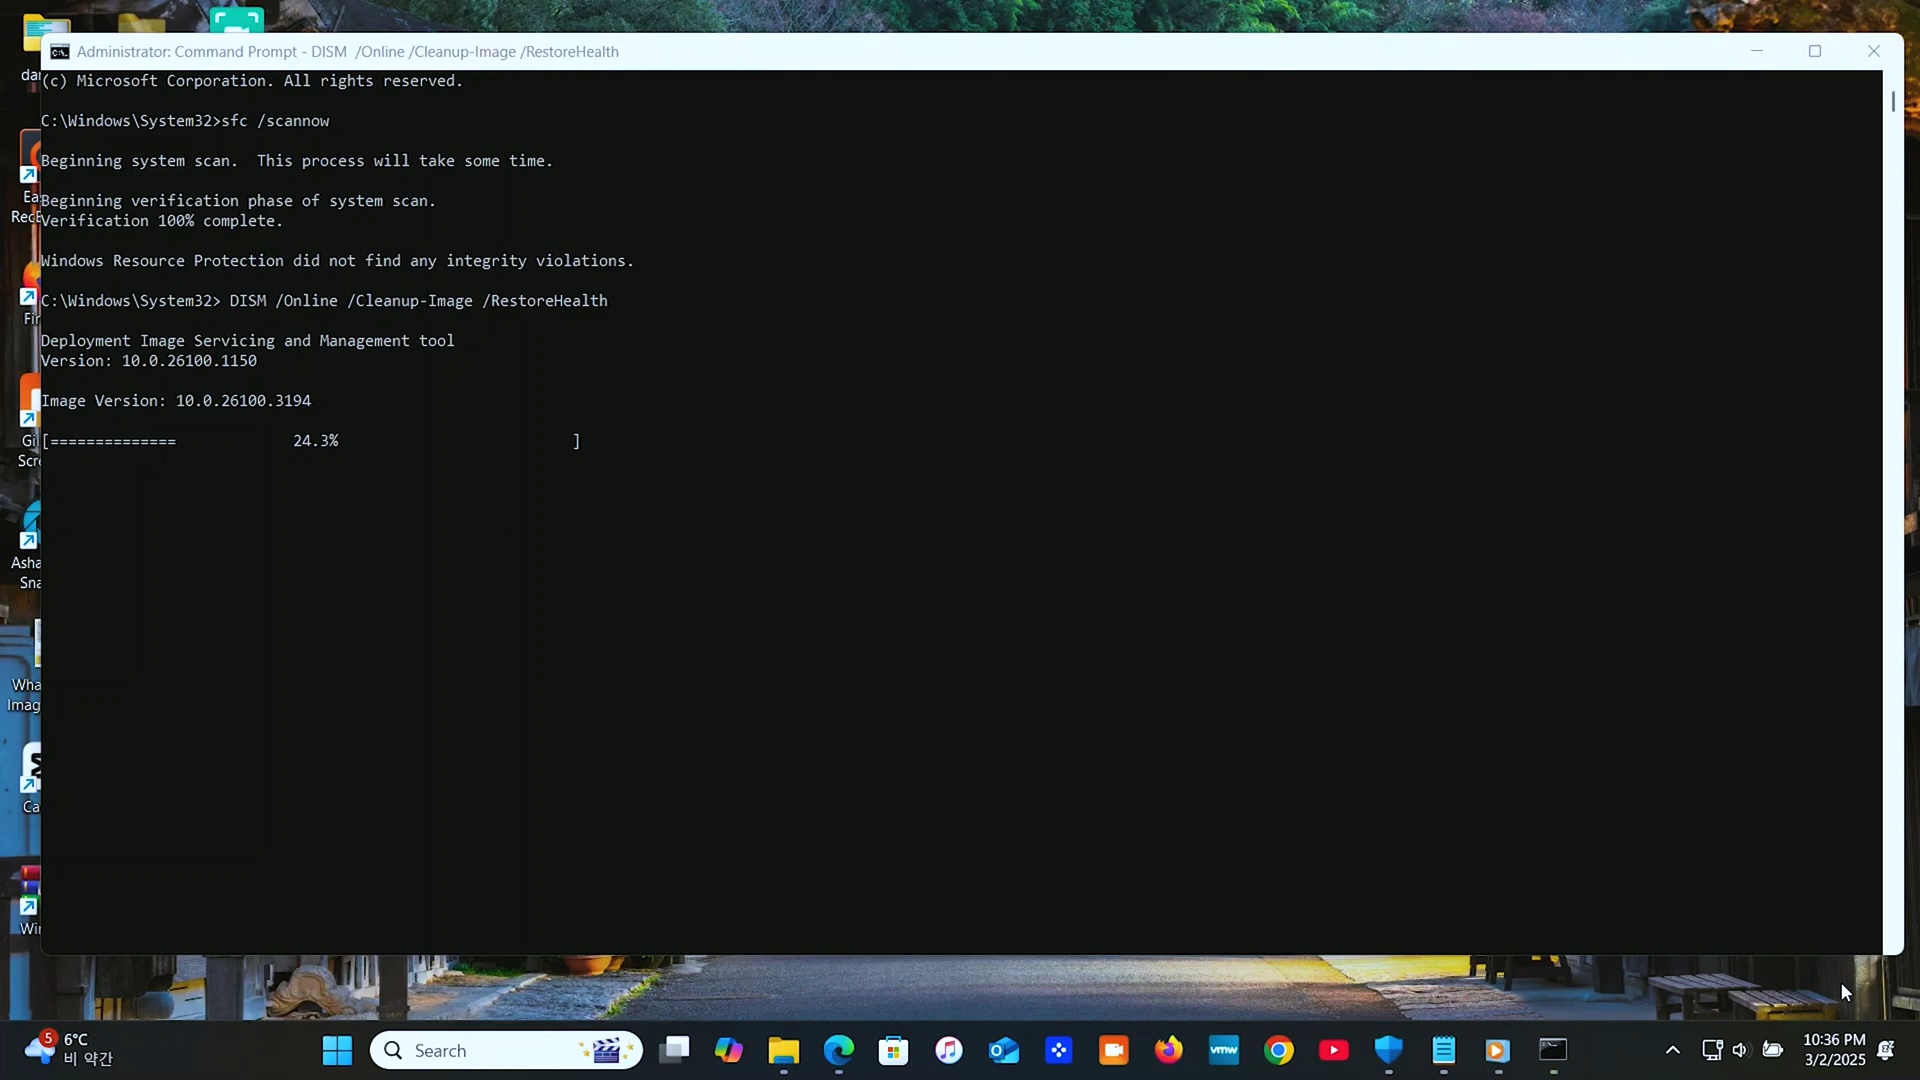 Administrator: Command Prompt - DISM  /Online /Cleanup-Image /RestoreHealth
(c) Microsoft Corporation. All rights reserved.
C:\Windows\System32>sfc /scannow
Beginning system scan.  This process will take some time.
Beginning verification phase of system scan.
Verification 100% complete.
Windows Resource Protection did not find any integrity violations.
C:\Windows\System32> DISM /Online /Cleanup-Image /RestoreHealth
Deployment Image Servicing and Management tool
Version: 10.0.26100.1150
Image Version: 10.0.26100.3194
[==============             24.3%                          ]
5
6°C
비 약간
Search
vmw
10:36 PM
3/2/2025